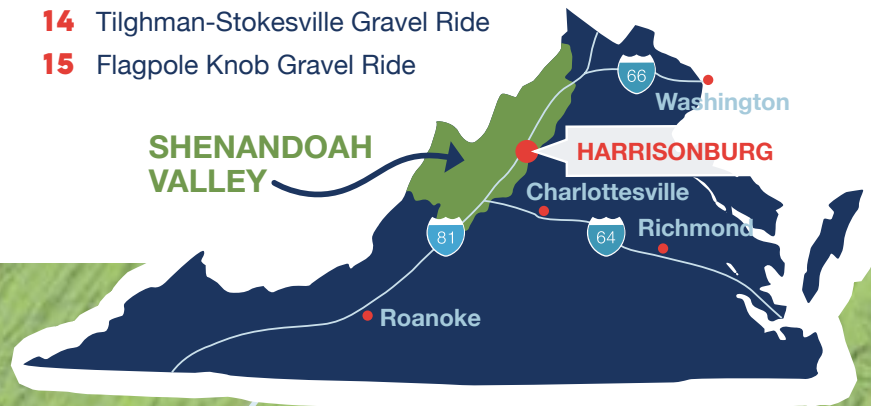 14 Tilghman-Stokesville Gravel Ride
15 Flagpole Knob Gravel Ride
66
Washington
SHENANDOAH
VALLEY
HARRISONBURG
Charlottesville
81
64
Richmond
Roanoke